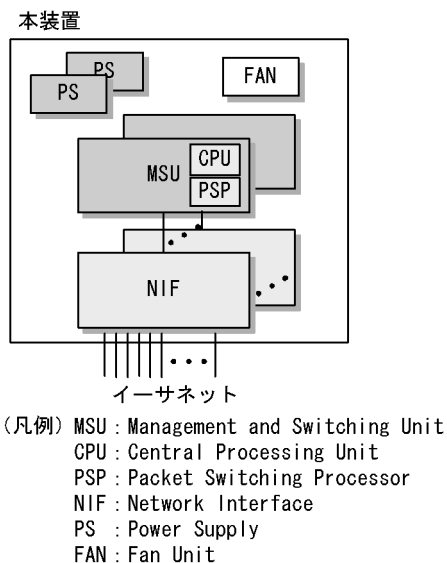 本装置
PS
PS
FAN
MSU
CPU
PSP
NIF
イーサネット
(凡例) MSU : Management and Switching Unit
CPU : Central Processing Unit
PSP : Packet Switching Processor
NIF : Network Interface
PS : Power Supply
FAN : Fan Unit